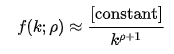 f(k; ρ) ≈ [constant] / k^{ρ+1}